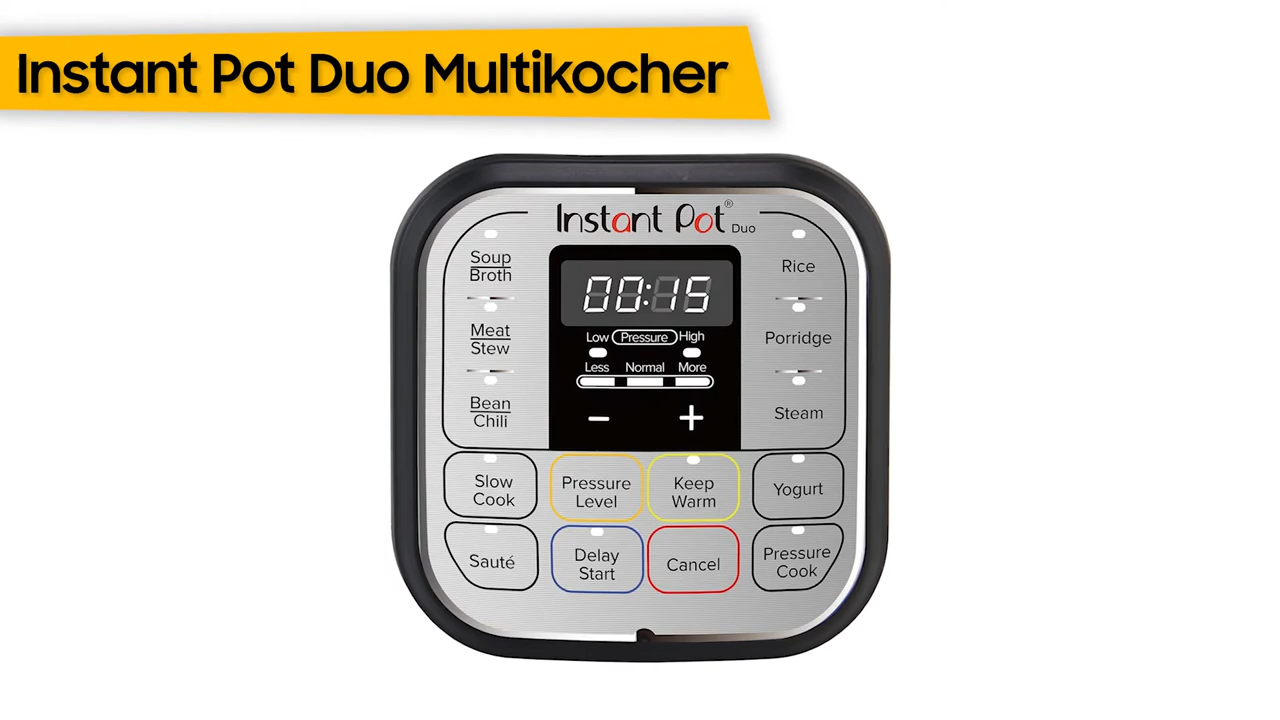 Instant Pot Duo Multikocher
Instant Pot® Duo
Soup
Broth
Rice
00:15
Low Pressure High
Meat
Stew
Porridge
Less Normal More
Bean
Chili
− +
Steam
Slow
Cook
Pressure
Level
Keep
Warm
Yogurt
Sauté
Delay
Start
Cancel
Pressure
Cook